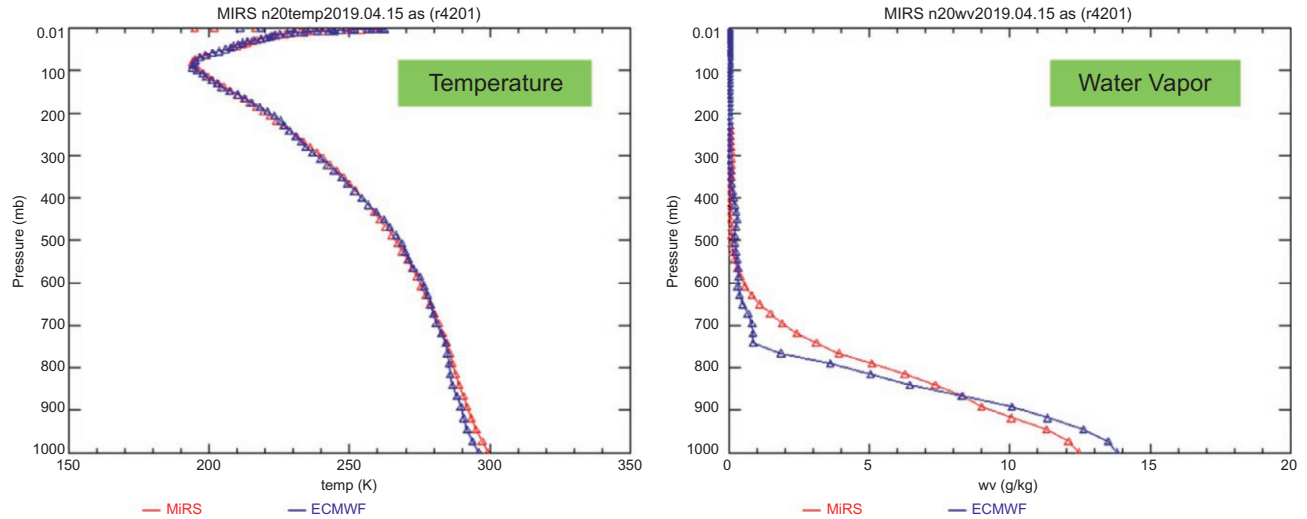 MIRS n20temp2019.04.15 as (r4201)
Temperature
0.01
100
200
300
400
500
600
700
800
900
1000
Pressure (mb)
150
200
250
300
350
temp (K)
MiRS
ECMWF
MIRS n20wv2019.04.15 as (r4201)
Water Vapor
0.01
100
200
300
400
500
600
700
800
900
1000
Pressure (mb)
0
5
10
15
20
wv (g/kg)
MiRS
ECMWF